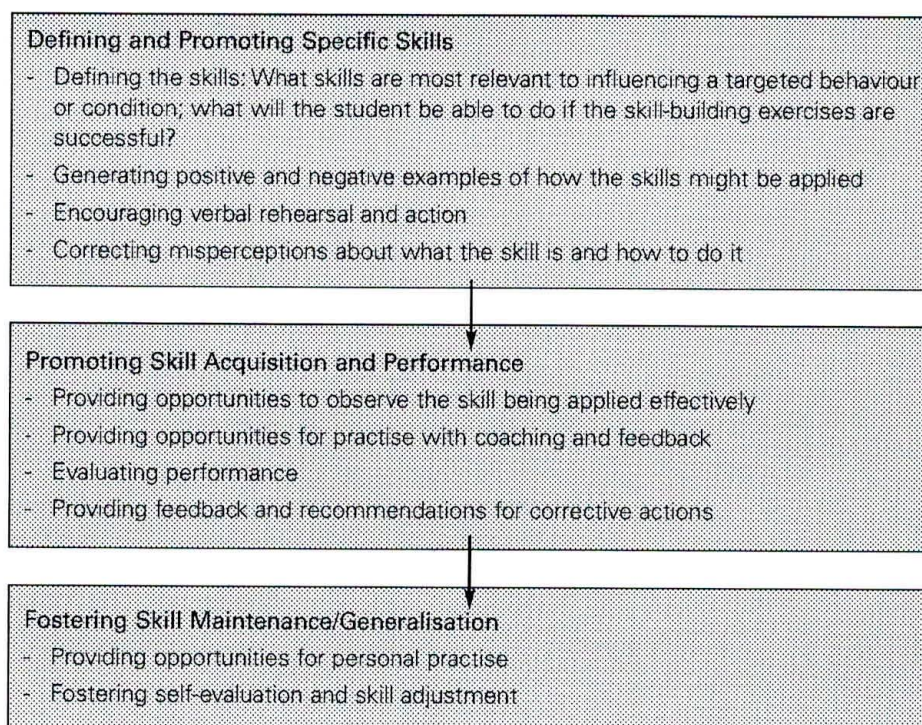 Defining and Promoting Specific Skills
- Defining the skills: What skills are most relevant to influencing a targeted behaviour
or condition; what will the student be able to do if the skill-building exercises are
successful?
- Generating positive and negative examples of how the skills might be applied
- Encouraging verbal rehearsal and action
- Correcting misperceptions about what the skill is and how to do it
Promoting Skill Acquisition and Performance
- Providing opportunities to observe the skill being applied effectively
- Providing opportunities for practise with coaching and feedback
- Evaluating performance
- Providing feedback and recommendations for corrective actions
Fostering Skill Maintenance/Generalisation
- Providing opportunities for personal practise
- Fostering self-evaluation and skill adjustment